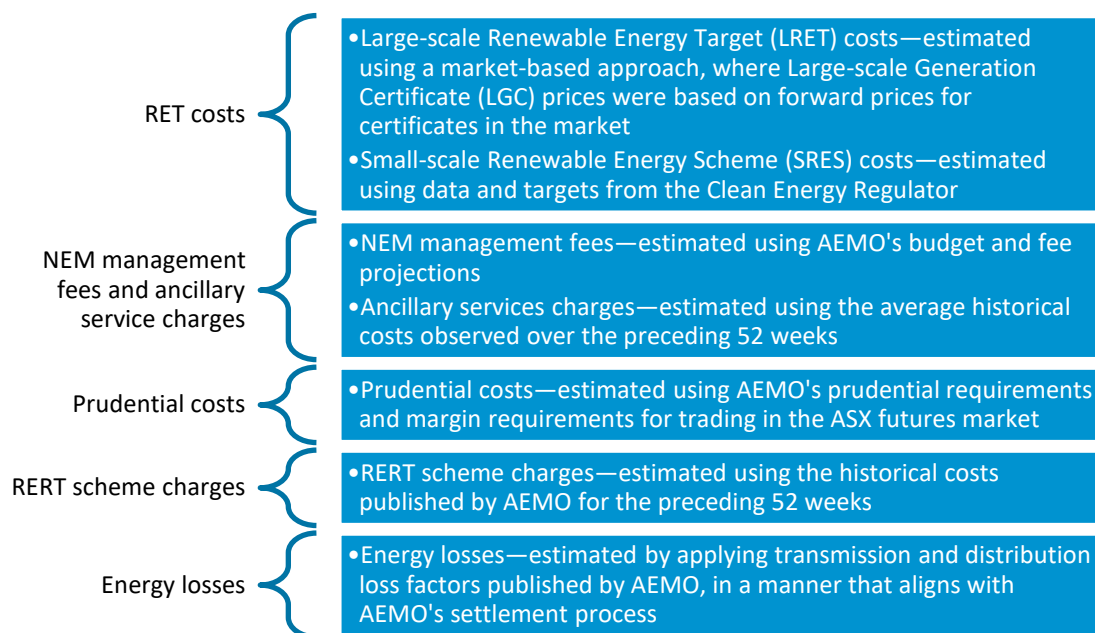 RET costs
•Large-scale Renewable Energy Target (LRET) costs—estimated
using a market-based approach, where Large-scale Generation
Certificate (LGC) prices were based on forward prices for
certificates in the market
•Small-scale Renewable Energy Scheme (SRES) costs—estimated
using data and targets from the Clean Energy Regulator
NEM management
fees and ancillary
service charges
•NEM management fees—estimated using AEMO's budget and fee
projections
•Ancillary services charges—estimated using the average historical
costs observed over the preceding 52 weeks
Prudential costs
•Prudential costs—estimated using AEMO's prudential requirements
and margin requirements for trading in the ASX futures market
RERT scheme charges
•RERT scheme charges—estimated using the historical costs
published by AEMO for the preceding 52 weeks
Energy losses
•Energy losses—estimated by applying transmission and distribution
loss factors published by AEMO, in a manner that aligns with
AEMO's settlement process